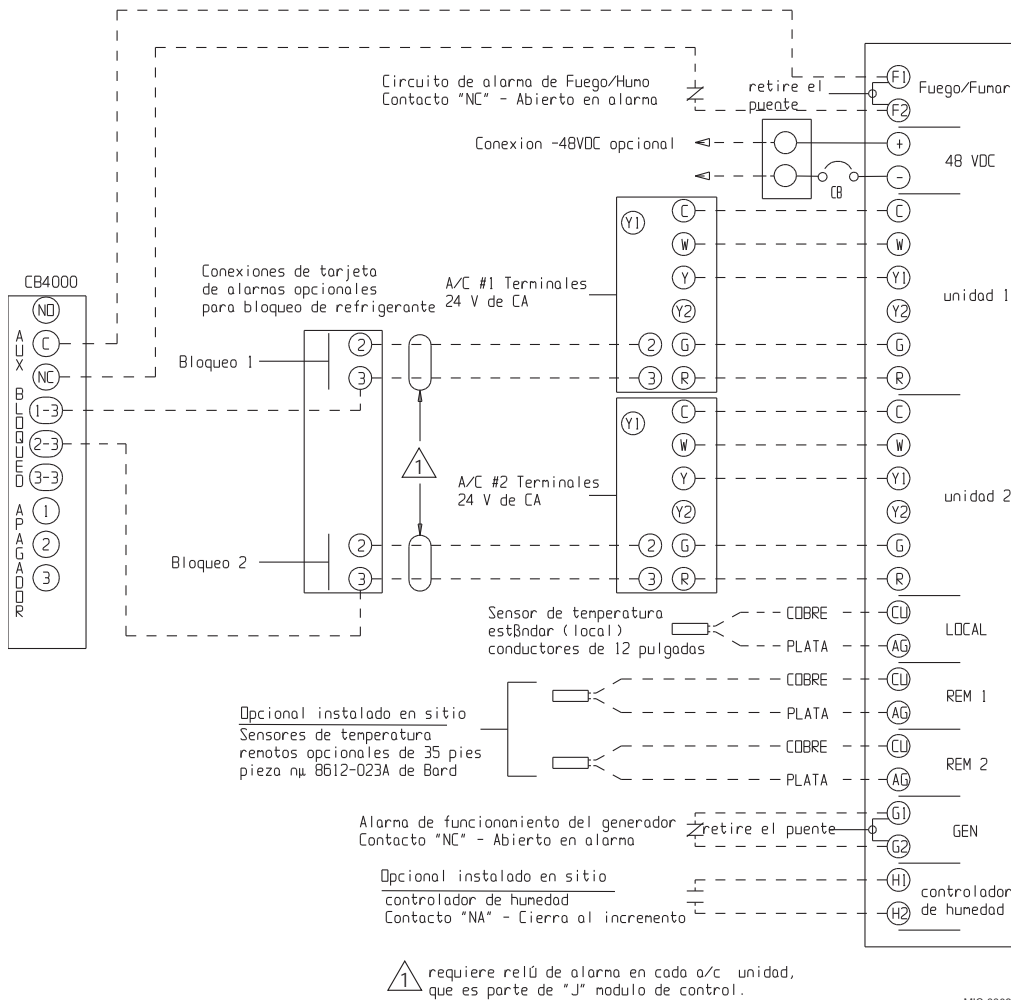 Circuito de alarma de Fuego/Humo
Contacto "NC" - Abierto en alarma
retire el
puente
F1
F2
Fuego/Fumar
Conexion -48VDC opcional
+
-
48 VDC
CB
CB4000
NO
C
NC
1-3
2-3
3-3
1
2
3
AUX BLOQUEO APAGADOR
Conexiones de tarjeta
de alarmas opcionales
para bloqueo de refrigerante
Bloqueo 1
2
3
1
Bloqueo 2
2
3
A/C #1 Terminales
24 V de CA
Y1
C
W
Y
Y2
2 G
3 R
C
W
Y1
Y2
G
R
unidad 1
A/C #2 Terminales
24 V de CA
Y1
C
W
Y
Y2
2 G
3 R
C
W
Y1
Y2
G
R
unidad 2
Sensor de temperatura
estßndar (local)
conductores de 12 pulgadas
COBRE
PLATA
CU
AG
LOCAL
Opcional instalado en sitio
Sensores de temperatura
remotos opcionales de 35 pies
pieza nµ 8612-023A de Bard
COBRE
PLATA
CU
AG
REM 1
COBRE
PLATA
CU
AG
REM 2
Alarma de funcionamiento del generador
Contacto "NC" - Abierto en alarma
retire el puente
G1
G2
GEN
Opcional instalado en sitio
controlador de humedad
Contacto "NA" - Cierra al incremento
H1
H2
controlador
de humedad
1 requiere relú de alarma en cada a/c unidad,
que es parte de "J" modulo de control.